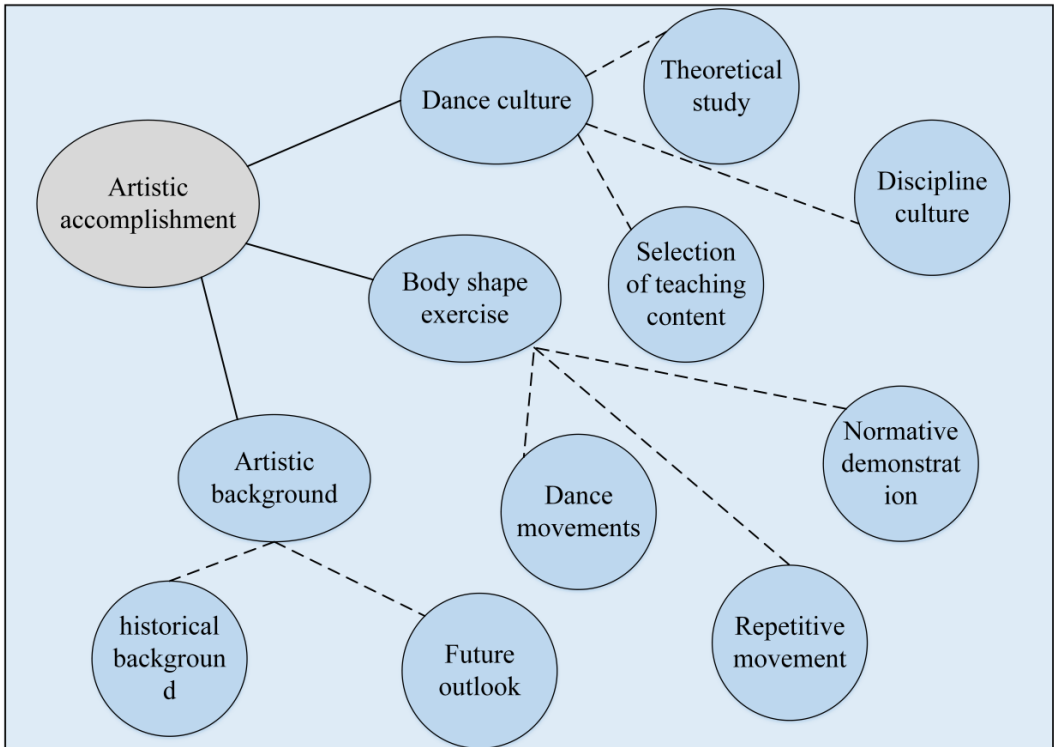 Theoretical
study
Dance culture
Artistic
accomplishment
Discipline
culture
Selection
of teaching
content
Body shape
exercise
Normative
demonstrat
ion
Artistic
background
Dance
movements
historical
backgroun
d
Future
outlook
Repetitive
movement